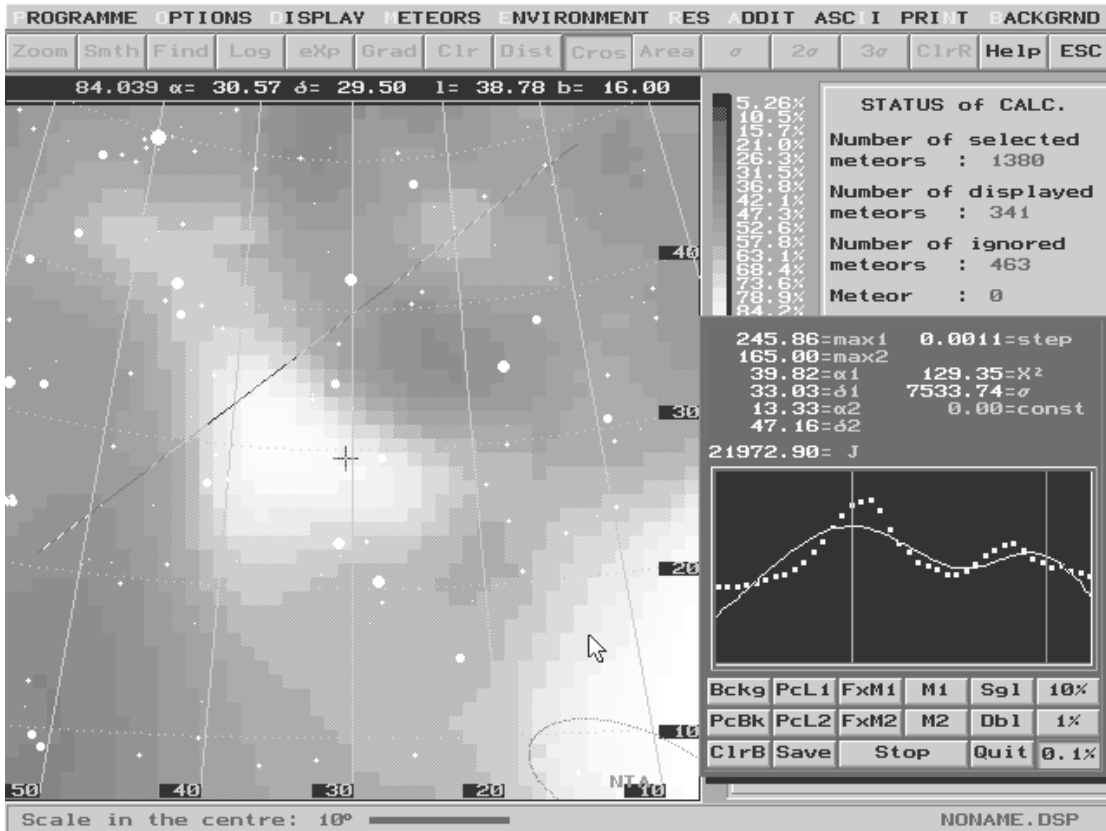 PROGRAMME OPTIONS DISPLAY METEORS ENVIRONMENT RES ADDIT ASCII PRINT BACKGRND
Zoom Smth Find Log eXp Grad Clr Dist Cros Area σ 2σ 3σ ClrR Help ESC
84.039 α= 30.57 δ= 29.50 l= 38.78 b= 16.00
5.26%
10.5%
15.7%
21.0%
26.3%
31.5%
36.8%
42.1%
47.3%
52.6%
57.8%
63.1%
68.4%
73.6%
78.9%
84.2%
STATUS of CALC.
Number of selected
meteors : 1380
Number of displayed
meteors : 341
Number of ignored
meteors : 463
Meteor : 0
40
30
20
10
NTA
50 40 30 20 10
245.86=max1 0.0011=step
165.00=max2
39.82=α1 129.35=X²
33.03=δ1 7533.74=σ
13.33=α2 0.00=const
47.16=δ2
21972.90= J
Bckg PcL1 FxM1 M1 Sgl 10%
PcBk PcL2 FxM2 M2 Dbl 1%
ClrB Save Stop Quit 0.1%
Scale in the centre: 10º NONAME.DSP